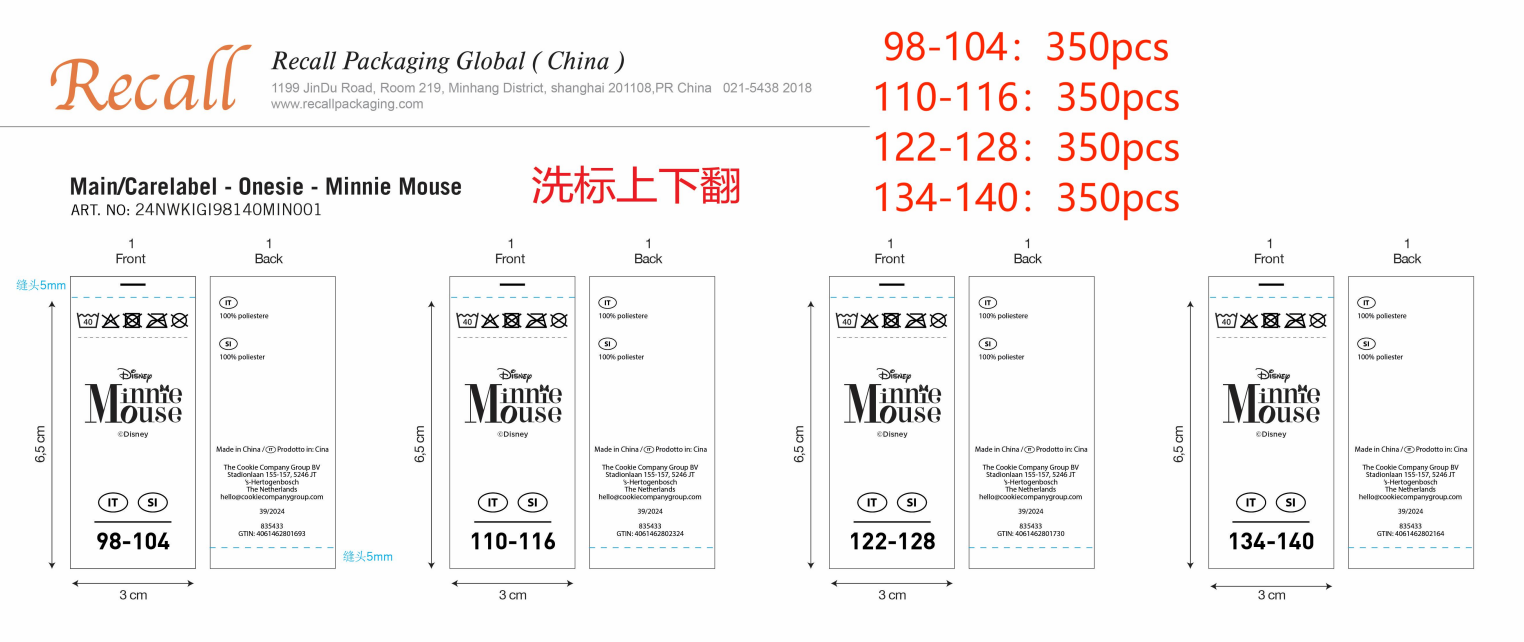 Recall
Recall Packaging Global ( China )
1199 JinDu Road, Room 219, Minhang District, shanghai 201108,PR China 021-5438 2018
www.recallpackaging.com
98-104：350pcs
110-116：350pcs
122-128：350pcs
134-140：350pcs
Main/Carelabel - Onesie - Minnie Mouse
ART. NO: 24NWKIGI98140MIN001
洗标上下翻
1
Front
缝头5mm
40
Disney
Minnie
Mouse
©Disney
IT SI
98-104
6,5 cm
3 cm
1
Back
IT
100% poliestere
SI
100% poliester
Made in China / IT Prodotto in: Cina
The Cookie Company Group BV
Stadionlaan 155-157, 5246 JT
's-Hertogenbosch
The Netherlands
hello@cookiecompanygroup.com
39/2024
835433
GTIN: 4061462801693
缝头5mm
1
Front
40
Disney
Minnie
Mouse
©Disney
IT SI
110-116
6,5 cm
3 cm
1
Back
IT
100% poliestere
SI
100% poliester
Made in China / IT Prodotto in: Cina
The Cookie Company Group BV
Stadionlaan 155-157, 5246 JT
's-Hertogenbosch
The Netherlands
hello@cookiecompanygroup.com
39/2024
835433
GTIN: 4061462802324
1
Front
40
Disney
Minnie
Mouse
©Disney
IT SI
122-128
6,5 cm
3 cm
1
Back
IT
100% poliestere
SI
100% poliester
Made in China / IT Prodotto in: Cina
The Cookie Company Group BV
Stadionlaan 155-157, 5246 JT
's-Hertogenbosch
The Netherlands
hello@cookiecompanygroup.com
39/2024
835433
GTIN: 4061462801730
1
Front
40
Disney
Minnie
Mouse
©Disney
IT SI
134-140
6,5 cm
3 cm
1
Back
IT
100% poliestere
SI
100% poliester
Made in China / IT Prodotto in: Cina
The Cookie Company Group BV
Stadionlaan 155-157, 5246 JT
's-Hertogenbosch
The Netherlands
hello@cookiecompanygroup.com
39/2024
835433
GTIN: 4061462802164